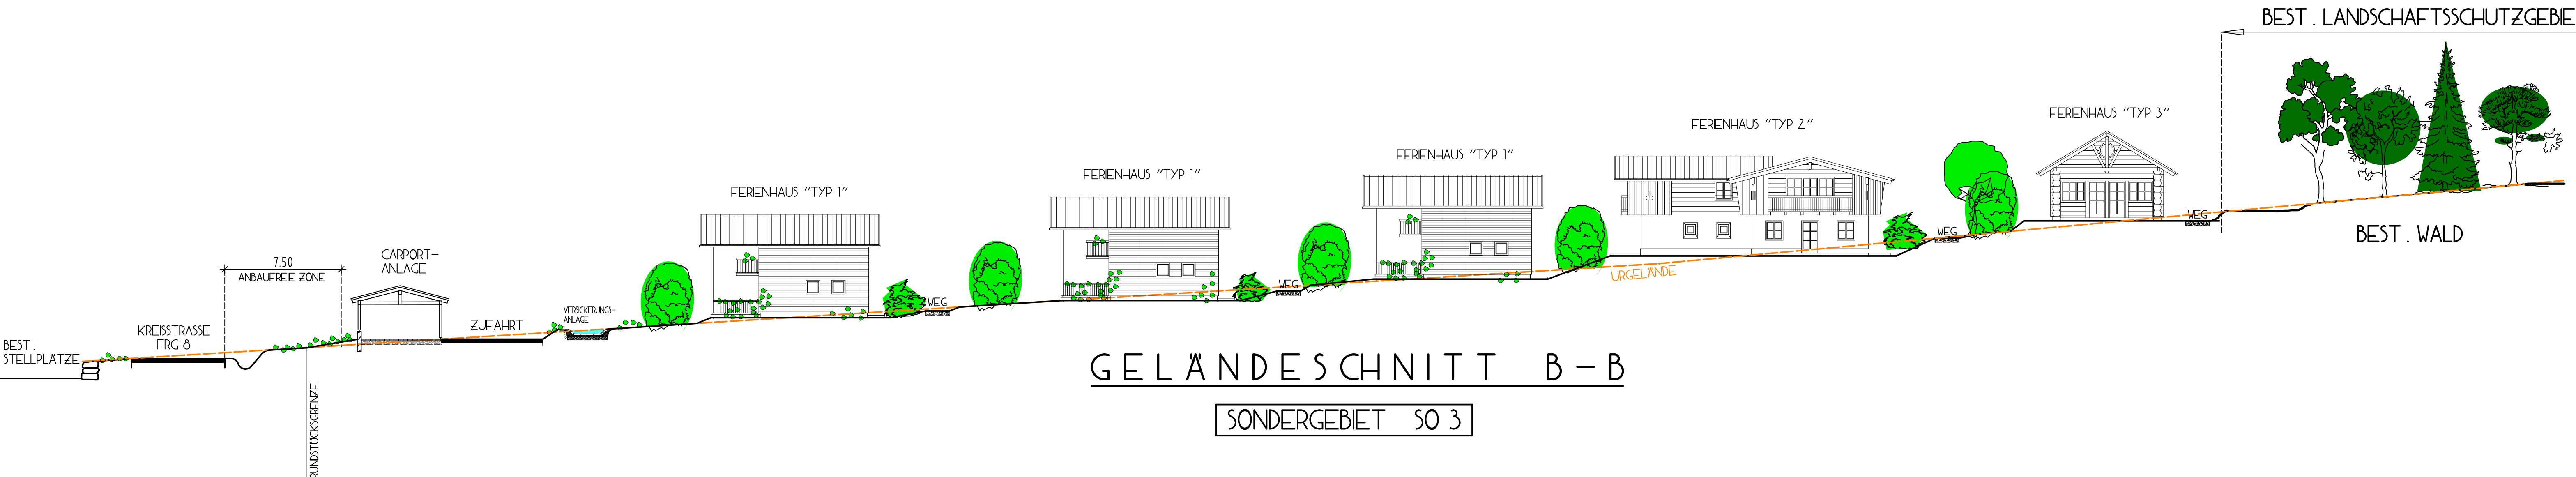 BEST. LANDSCHAFTSSCHUTZGEBIE
FERIENHAUS "TYP 3"
FERIENHAUS "TYP 2"
FERIENHAUS "TYP 1"
FERIENHAUS "TYP 1"
FERIENHAUS "TYP 1"
WEG
BEST. WALD
WEG
URGELÄNDE
WEG
WEG
CARPORT-
ANLAGE
7.50
ANBAUFREIE ZONE
VERSICKERUNGS-
ANLAGE
ZUFAHRT
KREISSTRASSE
FRG 8
BEST.
STELLPLÄTZE
RUNDSTÜCKSGRENZE
GELÄNDESCHNITT B-B
SONDERGEBIET SO 3